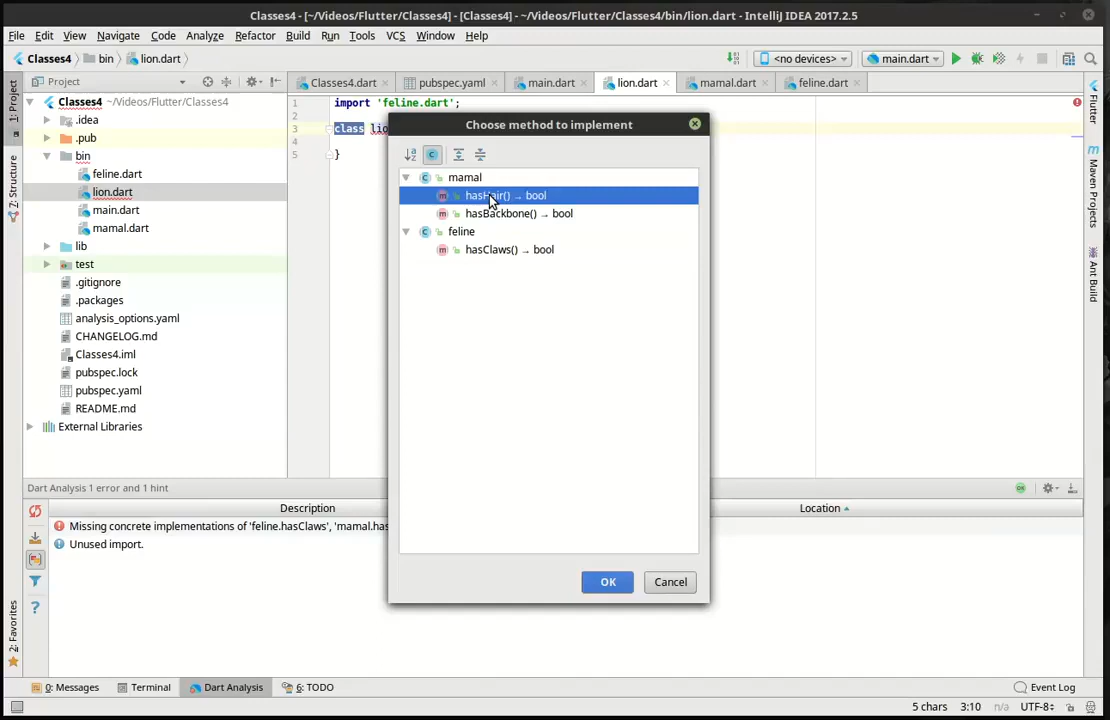 Classes4 - [~/Videos/Flutter/Classes4] - [Classes4] - ~/Videos/Flutter/Classes4/bin/lion.dart - IntelliJ IDEA 2017.2.5
File Edit View Navigate Code Analyze Refactor Build Run Tools VCS Window Help
Classes4 bin lion.dart <no devices> main.dart
Project Classes4.dart pubspec.yaml main.dart lion.dart mamal.dart feline.dart
1: Project
7: Structure
2: Favorites
Classes4 ~/Videos/Flutter/Classes4
.idea
.pub
bin
feline.dart
lion.dart
main.dart
mamal.dart
lib
test
.gitignore
.packages
analysis_options.yaml
CHANGELOG.md
Classes4.iml
pubspec.lock
pubspec.yaml
README.md
External Libraries
1 import 'feline.dart';
2
3 class lio
4
5 }
Choose method to implement
mamal
hasHair() → bool
hasBackbone() → bool
feline
hasClaws() → bool
OK Cancel
Flutter
Maven Projects
Ant Build
Dart Analysis 1 error and 1 hint
Description Location
Missing concrete implementations of 'feline.hasClaws', 'mamal.has
Unused import.
0: Messages Terminal Dart Analysis 6: TODO Event Log
5 chars 3:10 n/a UTF-8